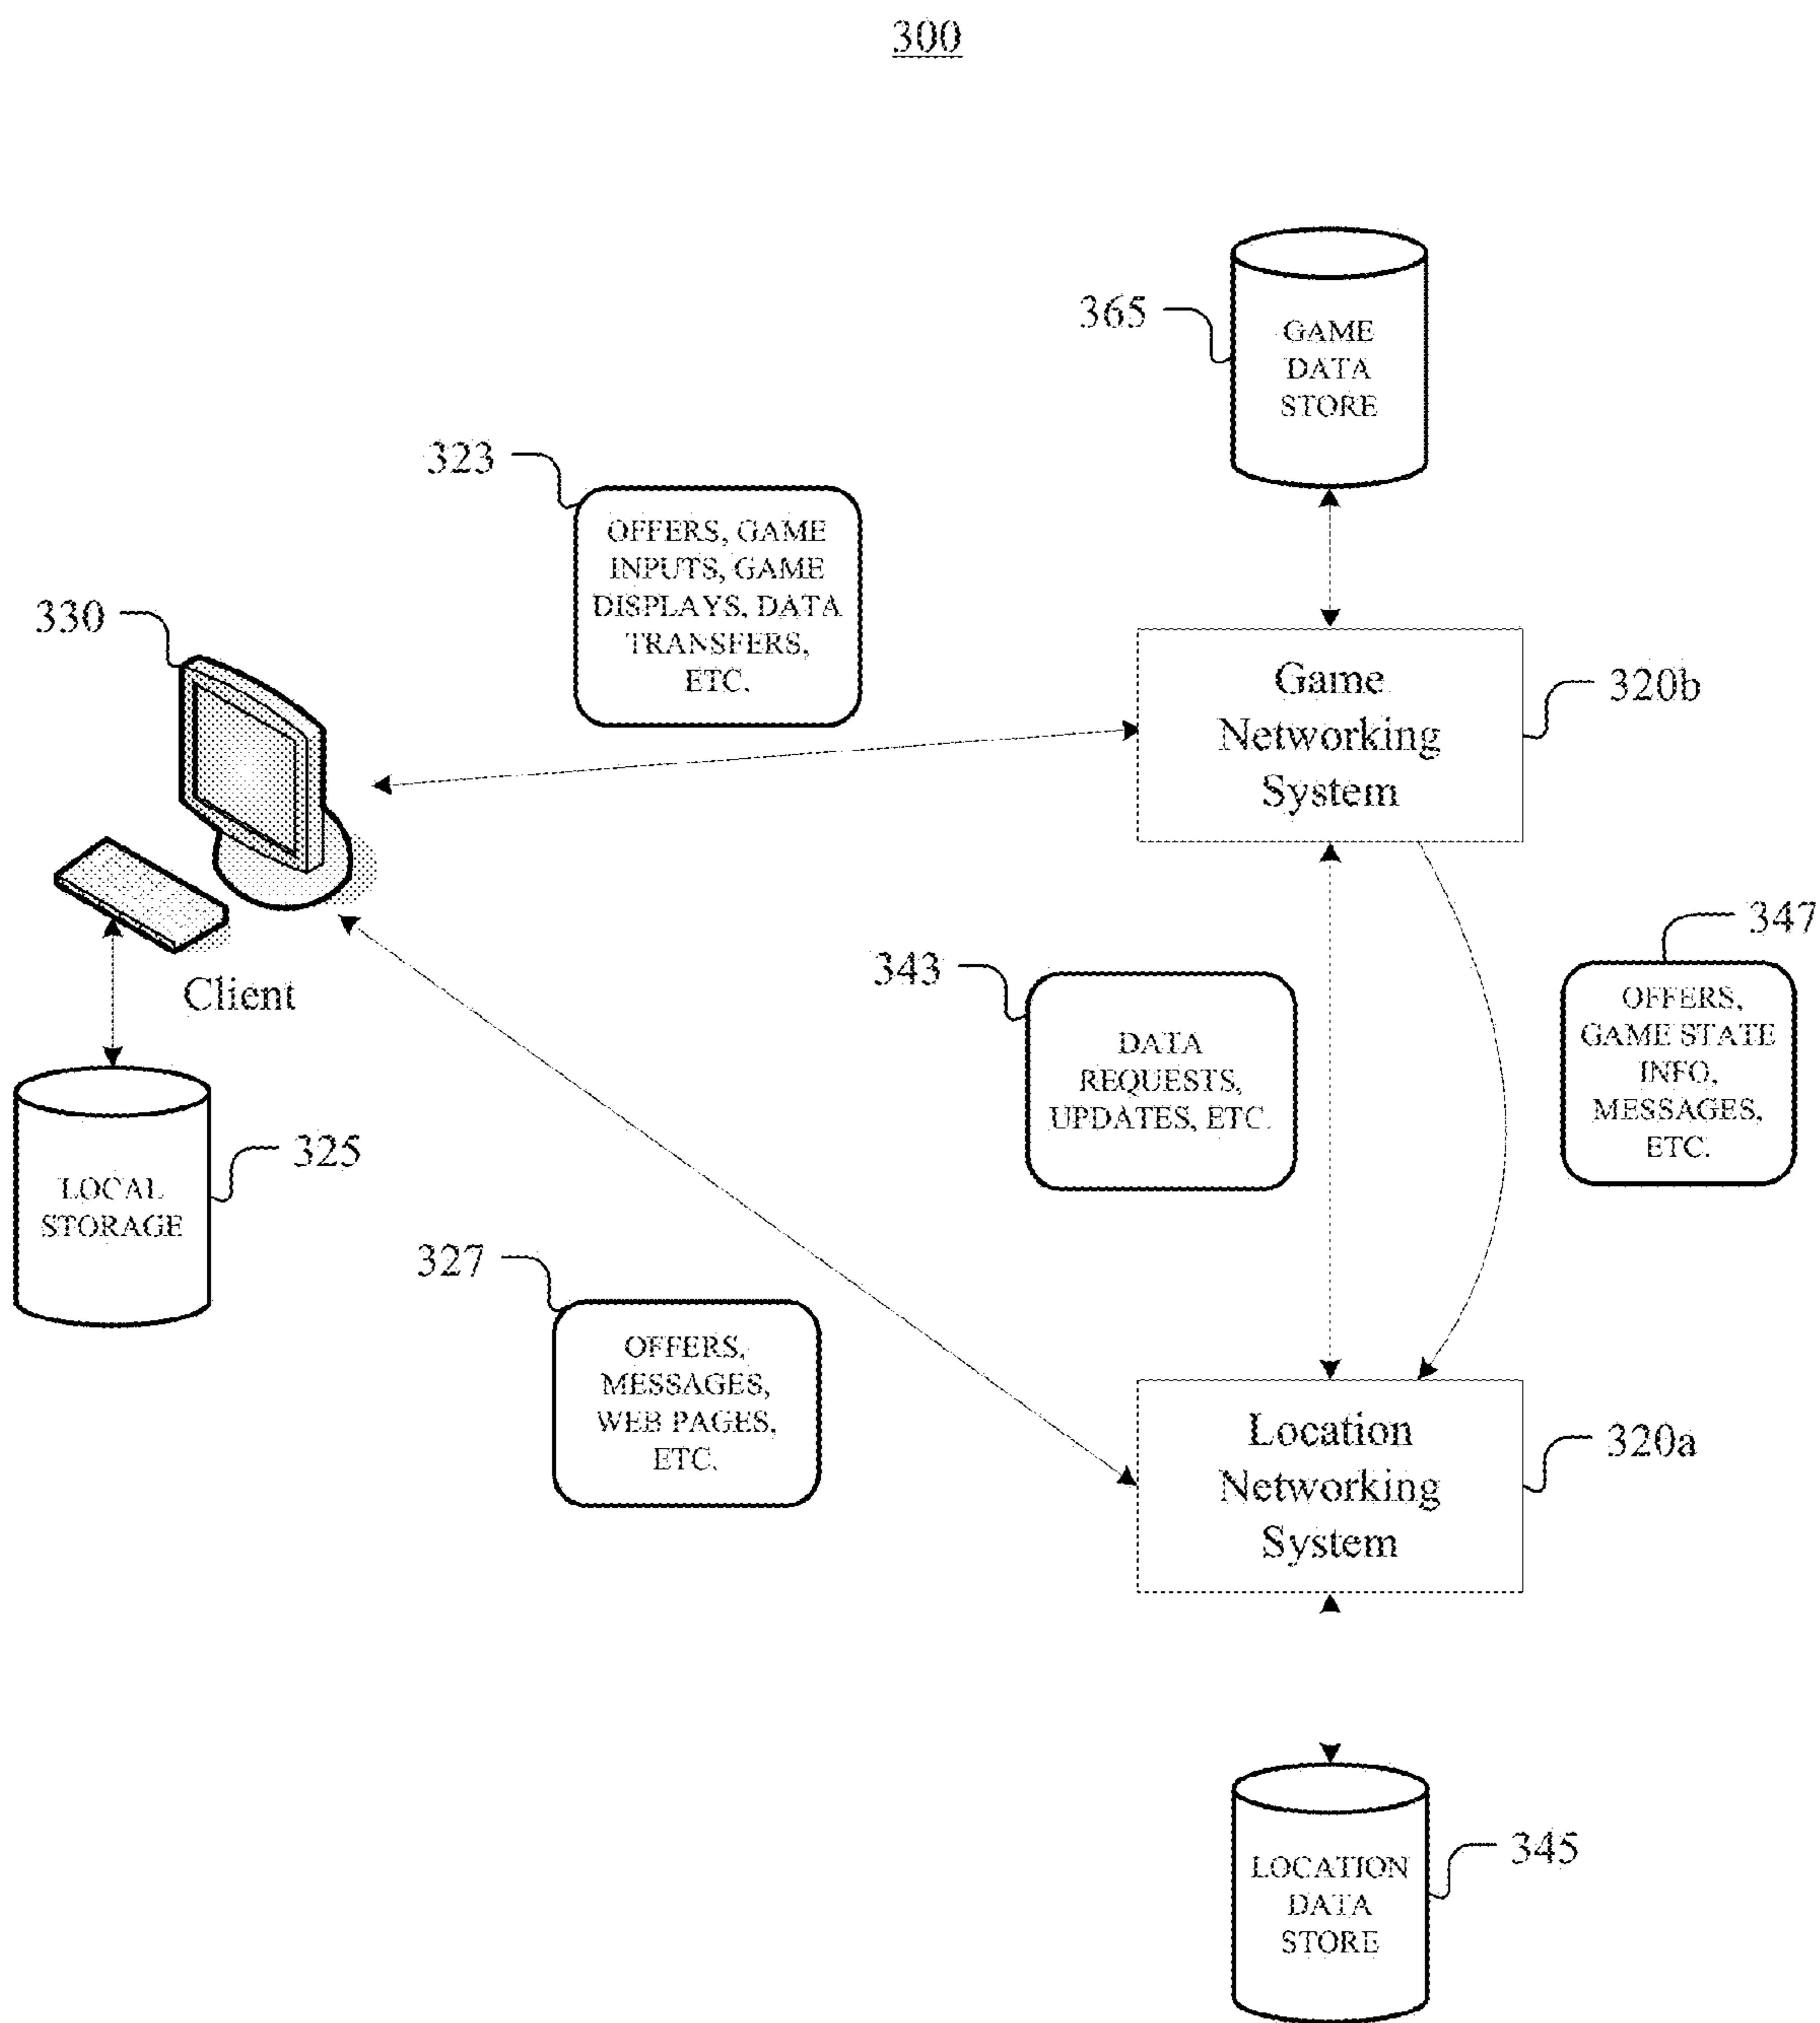 300
365
GAME
DATA
STORE
323
OFFERS, GAME
INPUTS, GAME
DISPLAYS, DATA
TRANSFERS,
ETC.
330
Game
Networking
System
320b
Client
343
DATA
REQUESTS,
UPDATES, ETC.
347
OFFERS,
GAME STATE
INFO,
MESSAGES,
ETC.
LOCAL
STORAGE
325
327
OFFERS,
MESSAGES,
WEB PAGES,
ETC.
Location
Networking
System
320a
LOCATION
DATA
STORE
345